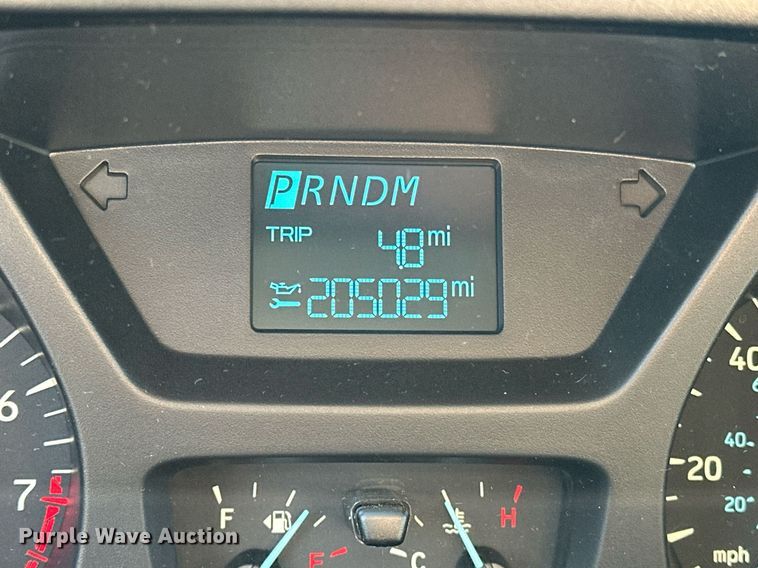 PRNDM
TRIP 4.8 mi
205029 mi
6
7
40
20
40
20
mph
F
H
E
C
Purple Wave Auction